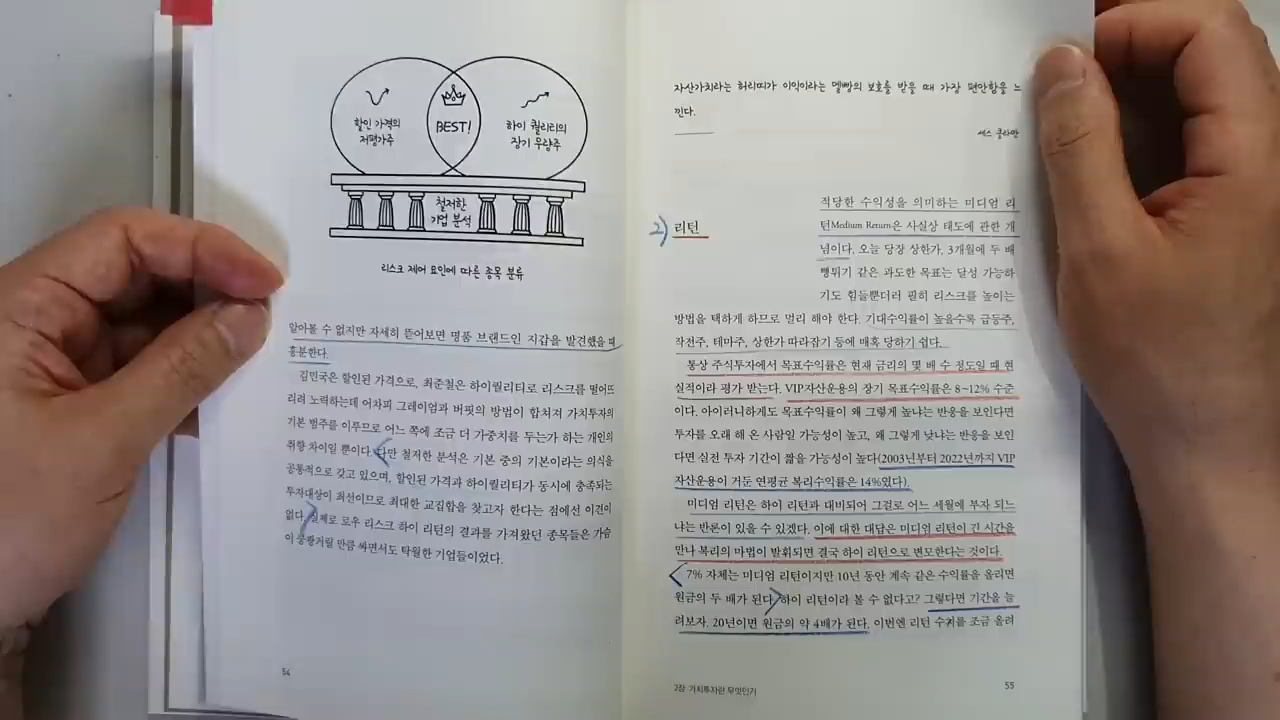 할인 가격의
저평가주
BEST!
하이 퀄리티의
장기 우량주
철저한
기업 분석
리스크 제어 요인에 따른 종목 분류
알아볼 수 없지만 자세히 뜯어보면 명품 브랜드인 지갑을 발견했을 때
흥분한다.
김민국은 할인된 가격으로, 최준철은 하이퀄리티로 리스크를 떨어뜨
리려 노력하는데 어차피 그레이엄과 버핏의 방법이 합쳐져 가치투자의
기본 범주를 이루므로 어느 쪽에 조금 더 가중치를 두는가 하는 개인의
취향 차이일 뿐이다. 다만 철저한 분석은 기본 중의 기본이라는 의식을
공통적으로 갖고 있으며, 할인된 가격과 하이퀄리티가 동시에 충족되는
투자대상이 최선이므로 최대한 교집합을 찾고자 한다는 점에선 이견이
없다. 실제로 로우 리스크 하이 리턴의 결과를 가져왔던 종목들은 가슴
이 쿵쾅거릴 만큼 싸면서도 탁월한 기업들이었다.
54
자산가치라는 허리띠가 이익이라는 멜빵의 보호를 받을 때 가장 편안함을 느
낀다.
세스 클라만
2) 리턴
적당한 수익성을 의미하는 미디엄 리
턴Medium Return은 사실상 태도에 관한 개
념이다. 오늘 당장 상한가, 3개월에 두 배
뻥튀기 같은 과도한 목표는 달성 가능하
기도 힘들뿐더러 필히 리스크를 높이는
방법을 택하게 하므로 멀리 해야 한다. 기대수익률이 높을수록 급등주,
작전주, 테마주, 상한가 따라잡기 등에 매혹 당하기 쉽다.
통상 주식투자에서 목표수익률은 현재 금리의 몇 배 수 정도일 때 현
실적이라 평가 받는다. VIP자산운용의 장기 목표수익률은 8~12% 수준
이다. 아이러니하게도 목표수익률이 왜 그렇게 높냐는 반응을 보인다면
투자를 오래 해 온 사람일 가능성이 높고, 왜 그렇게 낮냐는 반응을 보인
다면 실전 투자 기간이 짧을 가능성이 높다(2003년부터 2022년까지 VIP
자산운용이 거둔 연평균 복리수익률은 14%였다).
미디엄 리턴은 하이 리턴과 대비되어 그걸로 어느 세월에 부자 되느
냐는 반론이 있을 수 있겠다. 이에 대한 대답은 미디엄 리턴이 긴 시간을
만나 복리의 마법이 발휘되면 결국 하이 리턴으로 변모한다는 것이다.
7% 자체는 미디엄 리턴이지만 10년 동안 계속 같은 수익률을 올리면
원금의 두 배가 된다. 하이 리턴이라 볼 수 없다고? 그렇다면 기간을 늘
려보자. 20년이면 원금의 약 4배가 된다. 이번엔 리턴 수치를 조금 올려
2장 가치투자란 무엇인가
55